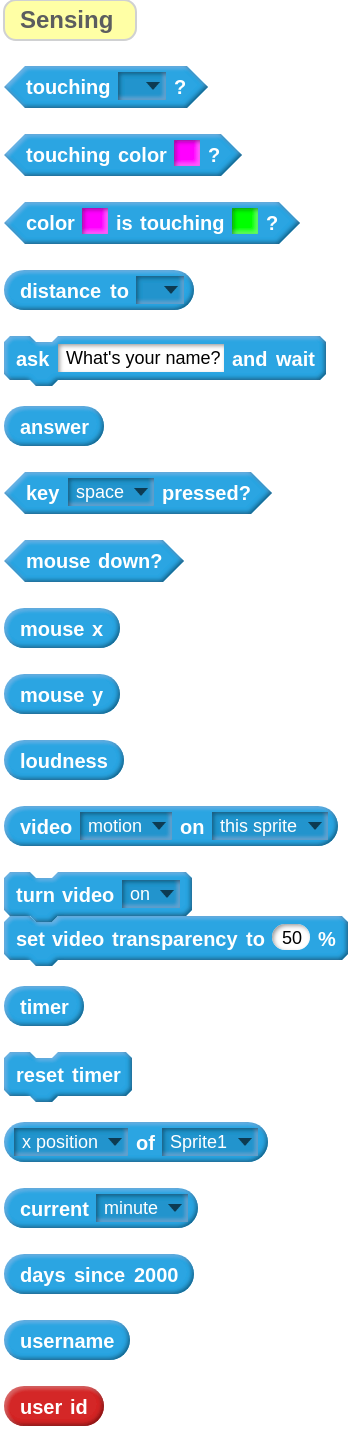 Sensing
touching ?
touching color ?
color is touching ?
distance to
ask What's your name? and wait
answer
key space pressed?
mouse down?
mouse x
mouse y
loudness
video motion on this sprite
turn video on
set video transparency to 50 %
timer
reset timer
x position of Sprite1
current minute
days since 2000
username
user id